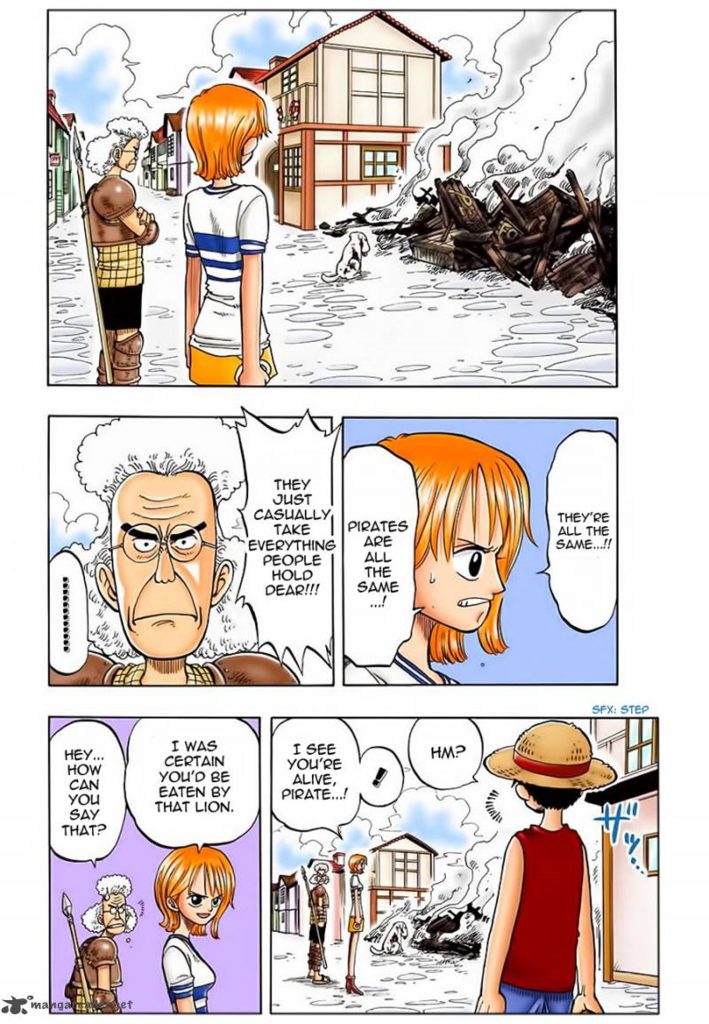 THEY'RE
ALL THE
SAME...!!
PIRATES
ARE
ALL
THE
SAME
...!
THEY
JUST
CASUALLY
TAKE
EVERYTHING
PEOPLE
HOLD
DEAR!!!
SFX: STEP
HM?
!
I SEE
YOU'RE
ALIVE,
PIRATE...!
ザッ
I WAS
CERTAIN
YOU'D BE
EATEN BY
THAT LION.
HEY...
HOW
CAN
YOU
SAY
THAT?